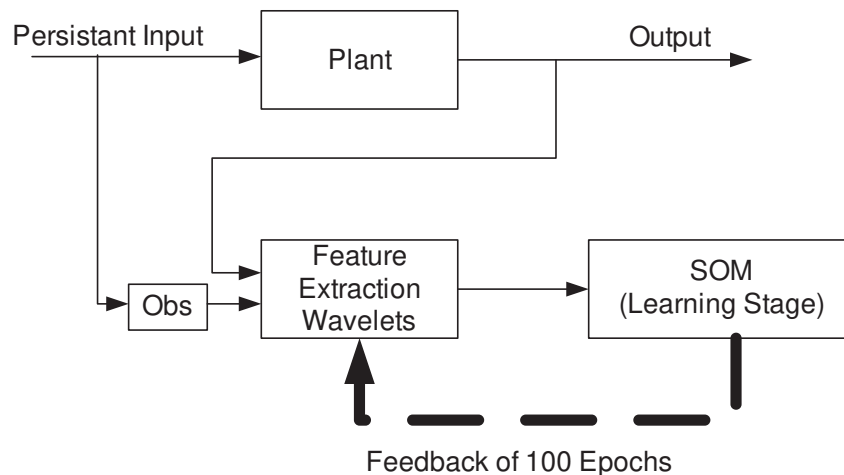 Persistant Input
Plant
Output
Obs
Feature
Extraction
Wavelets
SOM
(Learning Stage)
Feedback of 100 Epochs